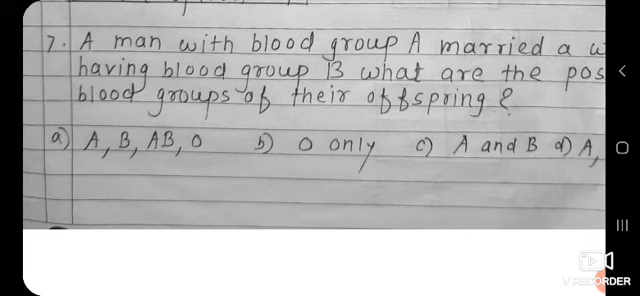 7. A man with blood group A married a w
having blood group B what are the pos
blood groups of their offspring ?
a) A, B, AB, O b) O only c) A and B d) A,
V RECORDER